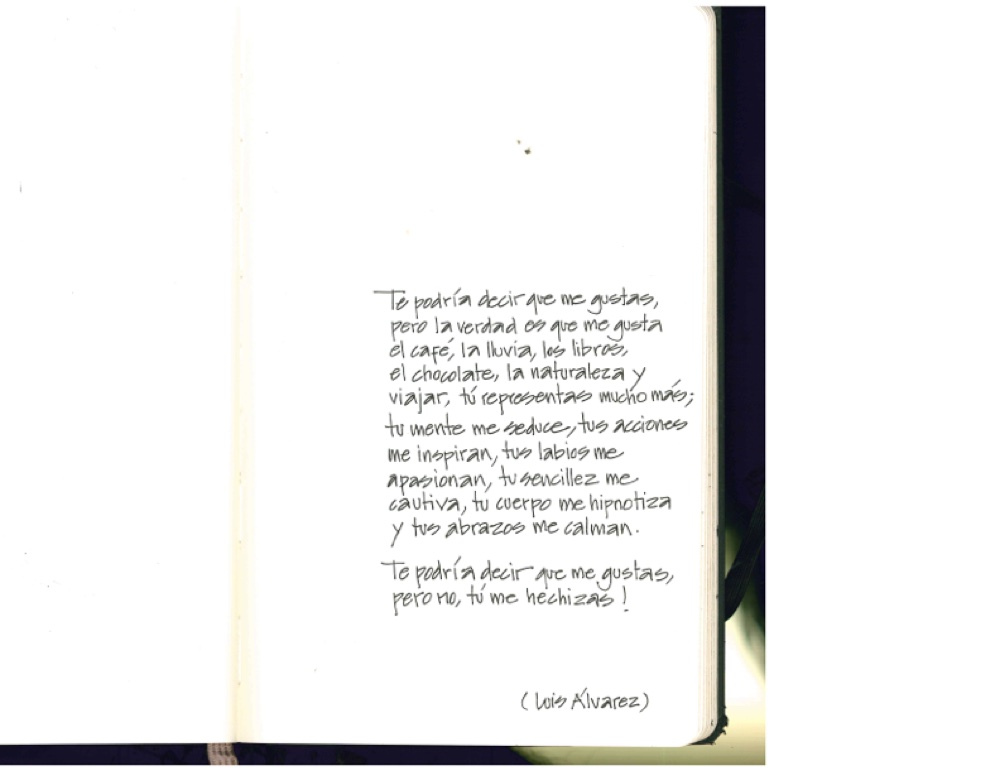 Te podría decir que me gustas,
pero la verdad es que me gusta
el café, la lluvia, los libros,
el chocolate, la naturaleza y
viajar, tú representas mucho más;
tu mente me seduce, tus acciones
me inspiran, tus labios me
apasionan, tu sencillez me
cautiva, tu cuerpo me hipnotiza
y tus abrazos me calman.
Te podría decir que me gustas,
pero no, tú me hechizas!
(Luis Álvarez)